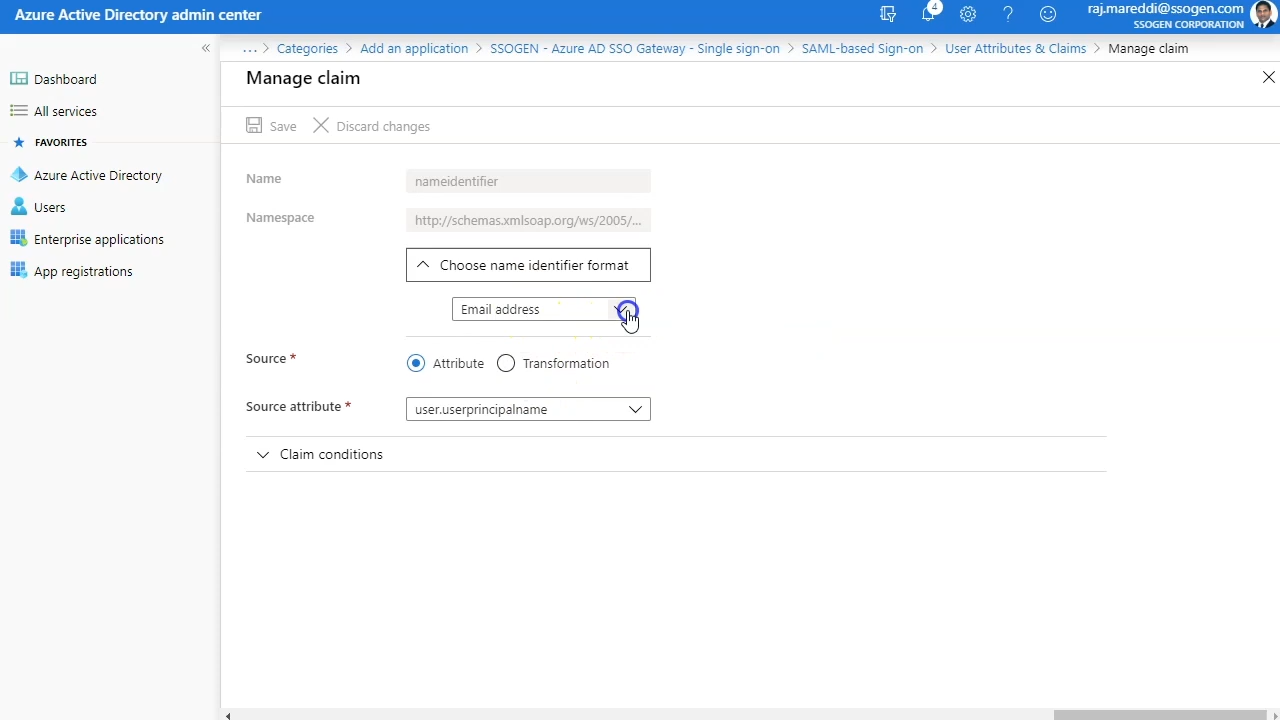 Azure Active Directory admin center
4
raj.mareddi@ssogen.com
SSOGEN CORPORATION
... > Categories > Add an application > SSOGEN - Azure AD SSO Gateway - Single sign-on > SAML-based Sign-on > User Attributes & Claims > Manage claim
Manage claim
Dashboard
All services
FAVORITES
Azure Active Directory
Users
Enterprise applications
App registrations
Save
Discard changes
Name
nameidentifier
Namespace
http://schemas.xmlsoap.org/ws/2005/...
Choose name identifier format
Email address
Source *
Attribute
Transformation
Source attribute *
user.userprincipalname
Claim conditions